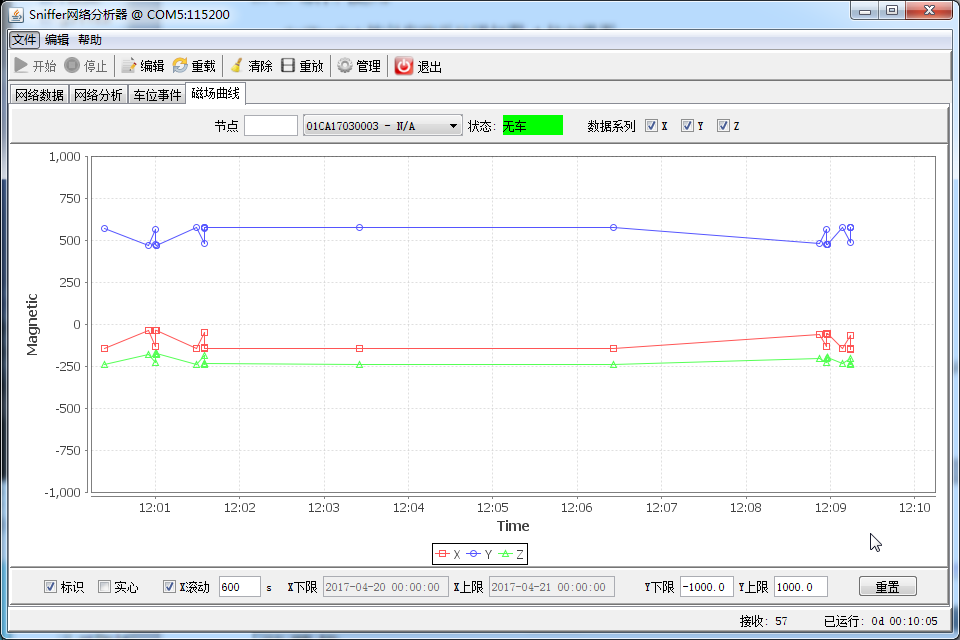 Sniffer网络分析器 @ COM5:115200
文件 编辑 帮助
开始 停止 编辑 重载 清除 重放 管理 退出
网络数据 网络分析 车位事件 磁场曲线
节点 01CA17030003 - N/A 状态: 无车 数据系列 X Y Z
1,000
750
500
250
0
-250
-500
-750
-1,000
Magnetic
12:01 12:02 12:03 12:04 12:05 12:06 12:07 12:08 12:09 12:10
Time
X Y Z
标识 实心 X滚动 600 s X下限 2017-04-20 00:00:00 X上限 2017-04-21 00:00:00 Y下限 -1000.0 Y上限 1000.0 重置
接收: 57 已运行: 0d 00:10:05